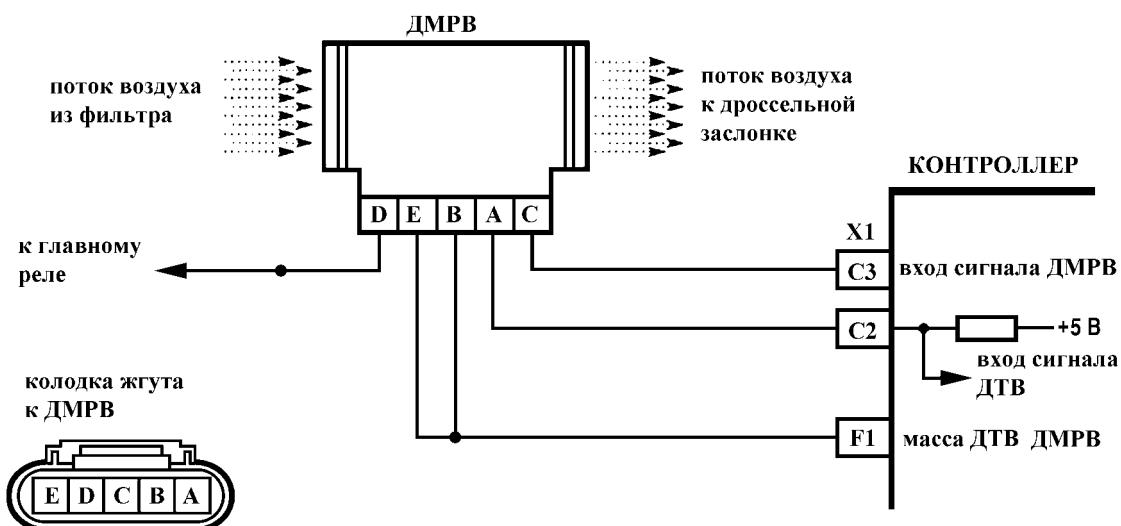 ДМРВ
поток воздуха
из фильтра
поток воздуха
к дроссельной
заслонке
КОНТРОЛЛЕР
D E B A C
к главному
реле
X1
C3 вход сигнала ДМРВ
C2 +5 В
вход сигнала
ДТВ
колодка жгута
к ДМРВ
F1 масса ДТВ ДМРВ
E D C B A